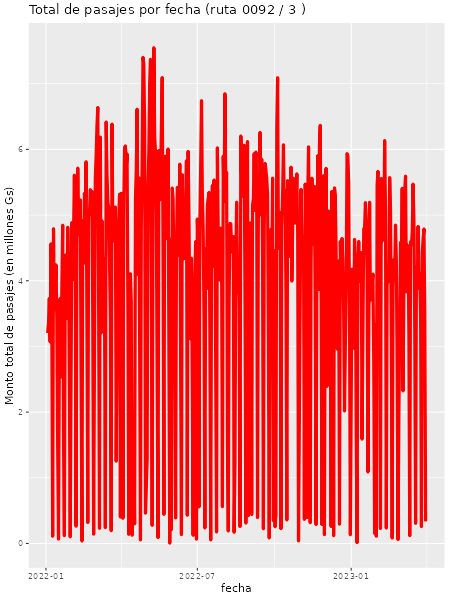 Total de pasajes por fecha (ruta 0092 / 3 )
Monto total de pasajes (en millones Gs)
6
4
2
0
2022-01
2022-07
2023-01
fecha